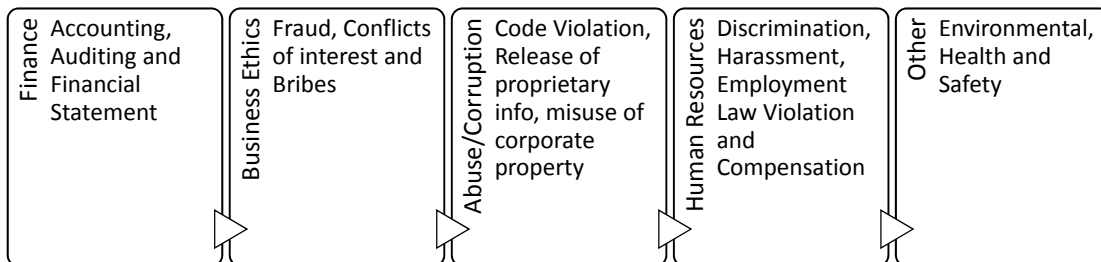 Finance
Accounting,
Auditing and
Financial
Statement
Business Ethics
Fraud, Conflicts
of interest and
Bribes
Abuse/Corruption
Code Violation,
Release of
proprietary
info, misuse of
corporate
property
Human Resources
Discrimination,
Harassment,
Employment
Law Violation
and
Compensation
Other
Environmental,
Health and
Safety